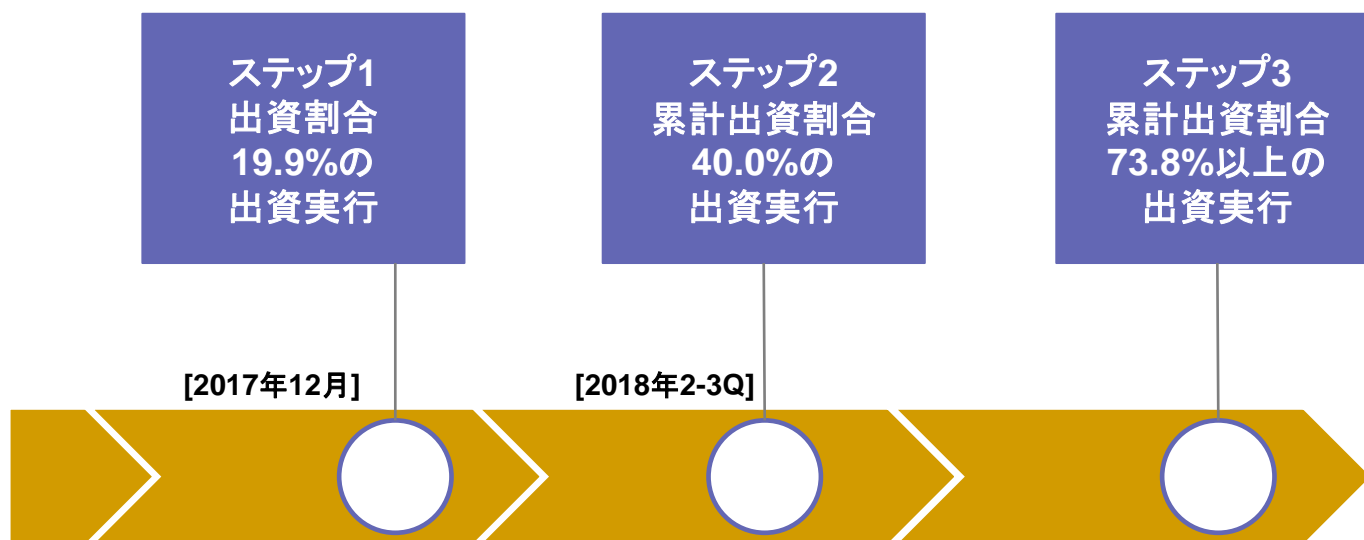 ステップ1
出資割合
19.9%の
出資実行
ステップ2
累計出資割合
40.0%の
出資実行
ステップ3
累計出資割合
73.8%以上の
出資実行
[2017年12月]
[2018年2-3Q]